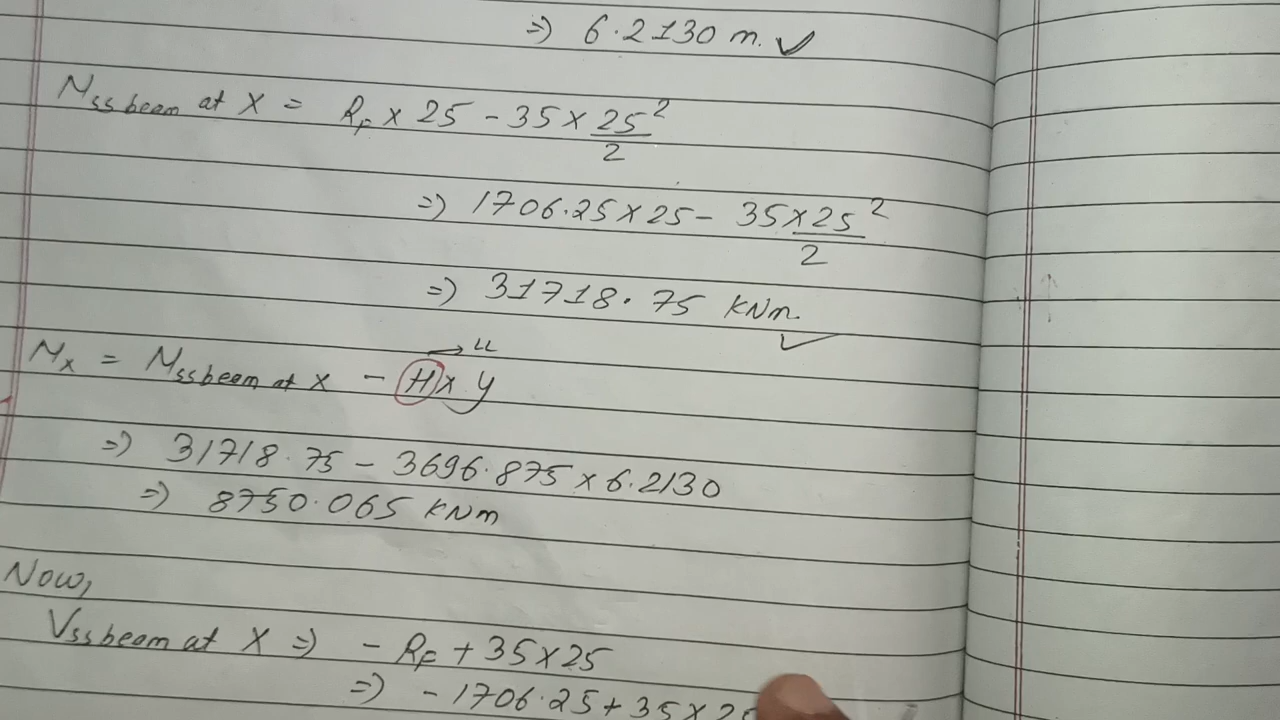 =) 6.2130 m. ✓
Mss beam at X = RF × 25 - 35 × 25²/2
=) 1706.25 × 25 - 35 × 25²/2
=) 31718.75 KNm.
Mx = Mss beam at X - H × y
=) 31718.75 - 3696.875 × 6.2130
=) 8750.065 KNm
Now,
Vss beam at X =) - RF + 35 × 25
=) - 1706.25 + 35 ×